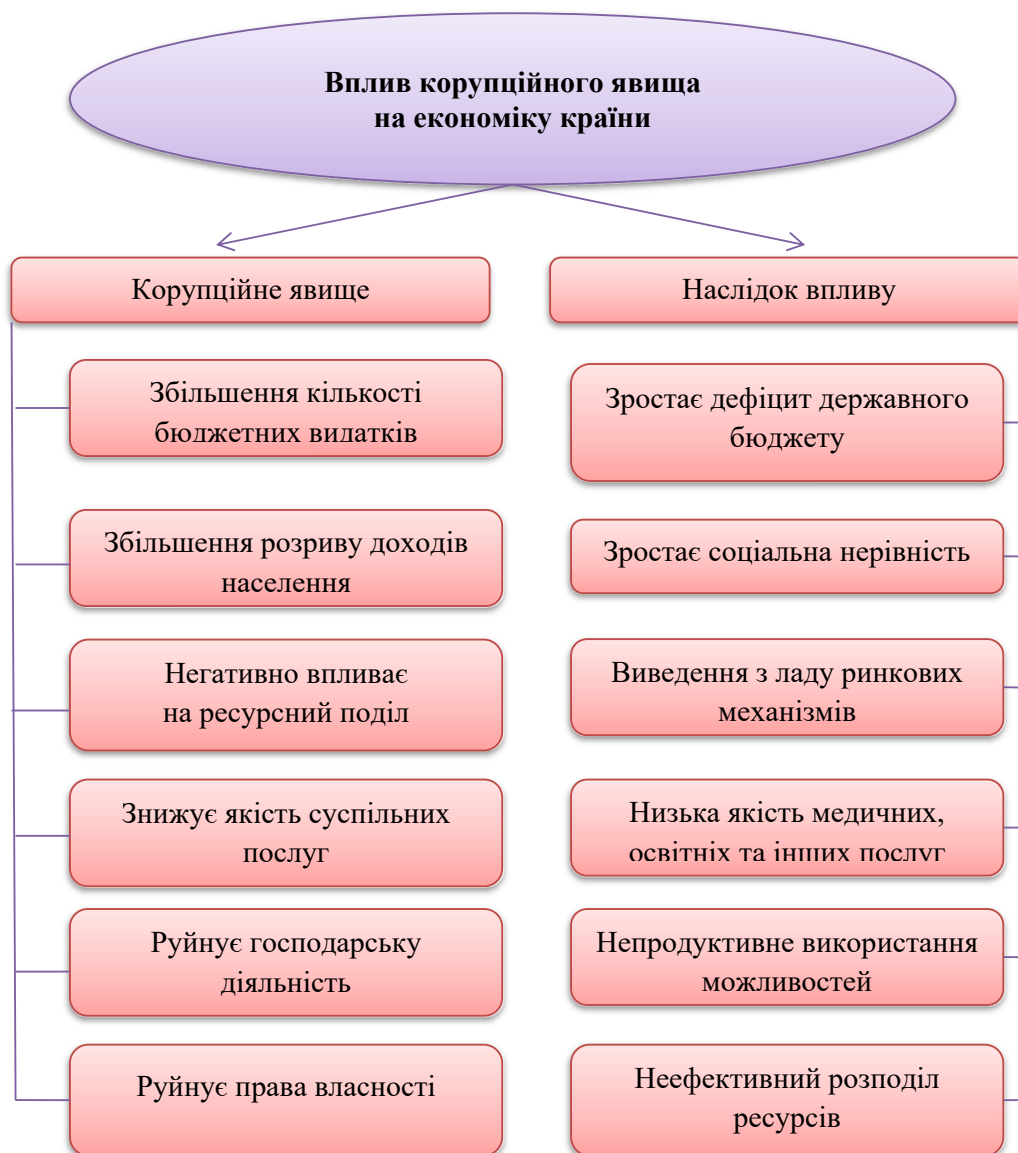 Вплив корупційного явища
на економіку країни
Корупційне явище
Наслідок впливу
Збільшення кількості
бюджетних видатків
Зростає дефіцит державного
бюджету
Збільшення розриву доходів
населення
Зростає соціальна нерівність
Негативно впливає
на ресурсний поділ
Виведення з ладу ринкових
механізмів
Знижує якість суспільних
послуг
Низька якість медичних,
освітніх та інших послуг
Руйнує господарську
діяльність
Непродуктивне використання
можливостей
Руйнує права власності
Неефективний розподіл
ресурсів